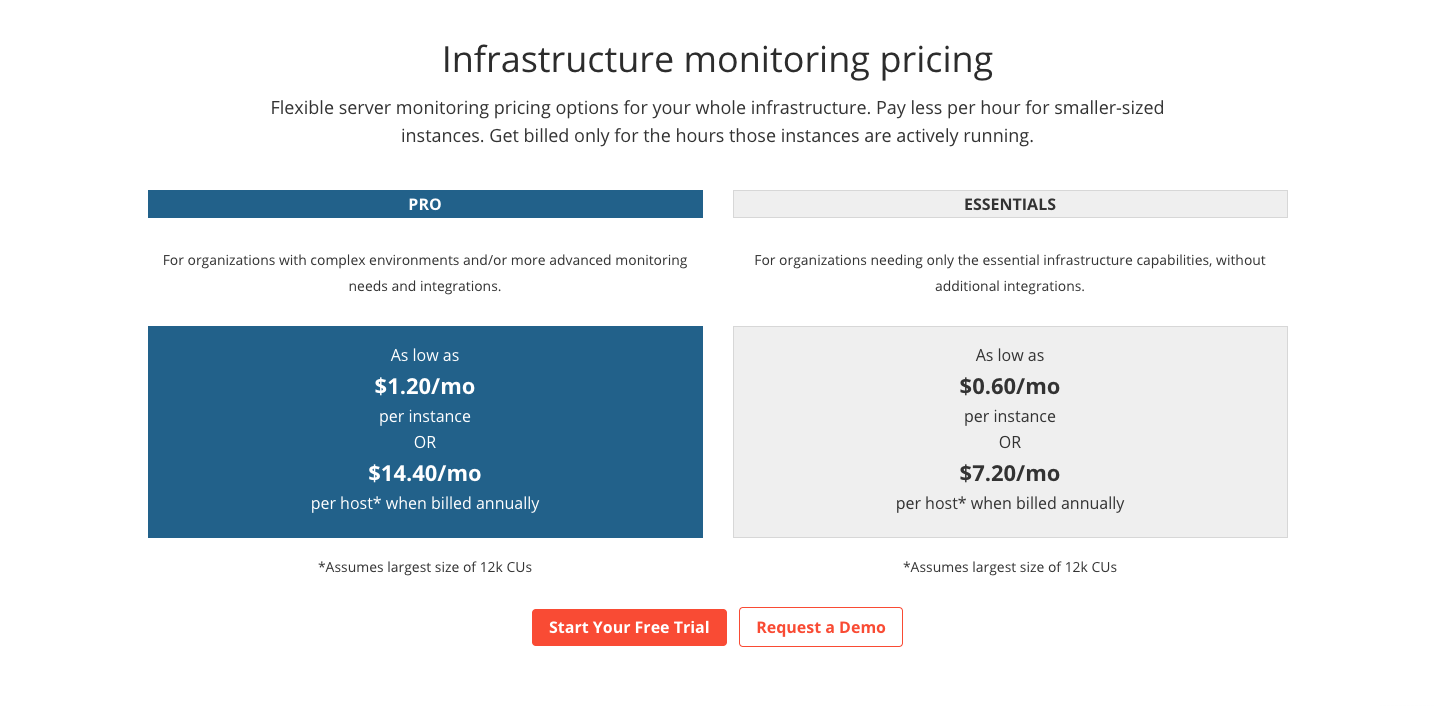 Infrastructure monitoring pricing
Flexible server monitoring pricing options for your whole infrastructure. Pay less per hour for smaller-sized
instances. Get billed only for the hours those instances are actively running.
PRO
For organizations with complex environments and/or more advanced monitoring
needs and integrations.
As low as
$1.20/mo
per instance
OR
$14.40/mo
per host* when billed annually
*Assumes largest size of 12k CUs
ESSENTIALS
For organizations needing only the essential infrastructure capabilities, without
additional integrations.
As low as
$0.60/mo
per instance
OR
$7.20/mo
per host* when billed annually
*Assumes largest size of 12k CUs
Start Your Free Trial
Request a Demo